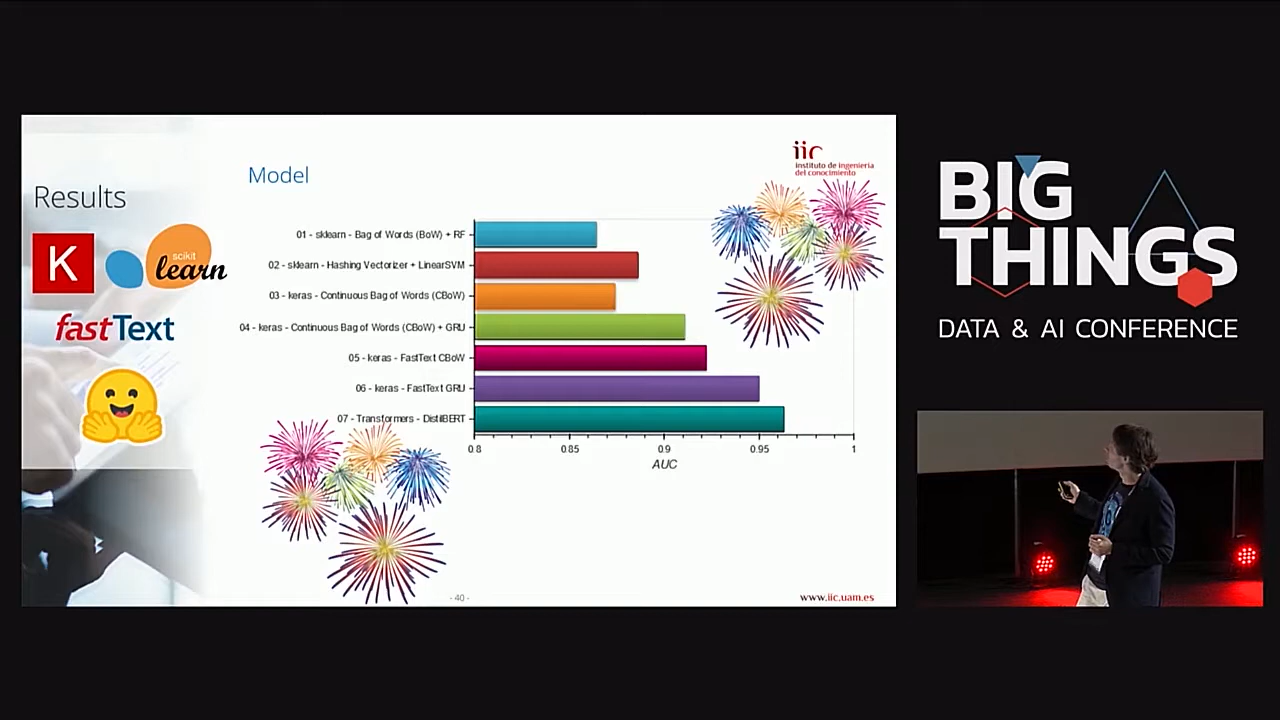 Results
K
scikit
learn
fastText
Model
iic
instituto de ingeniería
del conocimiento
01 - sklearn - Bag of Words (BoW) + RF
02 - sklearn - Hashing Vectorizer + LinearSVM
03 - keras - Continuous Bag of Words (CBoW)
04 - keras - Continuous Bag of Words (CBoW) + GRU
05 - keras - FastText CBoW
06 - keras - FastText GRU
07 - Transformers - DistilBERT
0.8 0.85 0.9 0.95 1
AUC
- 40 -
www.iic.uam.es
BIG
THINGS
DATA & AI CONFERENCE